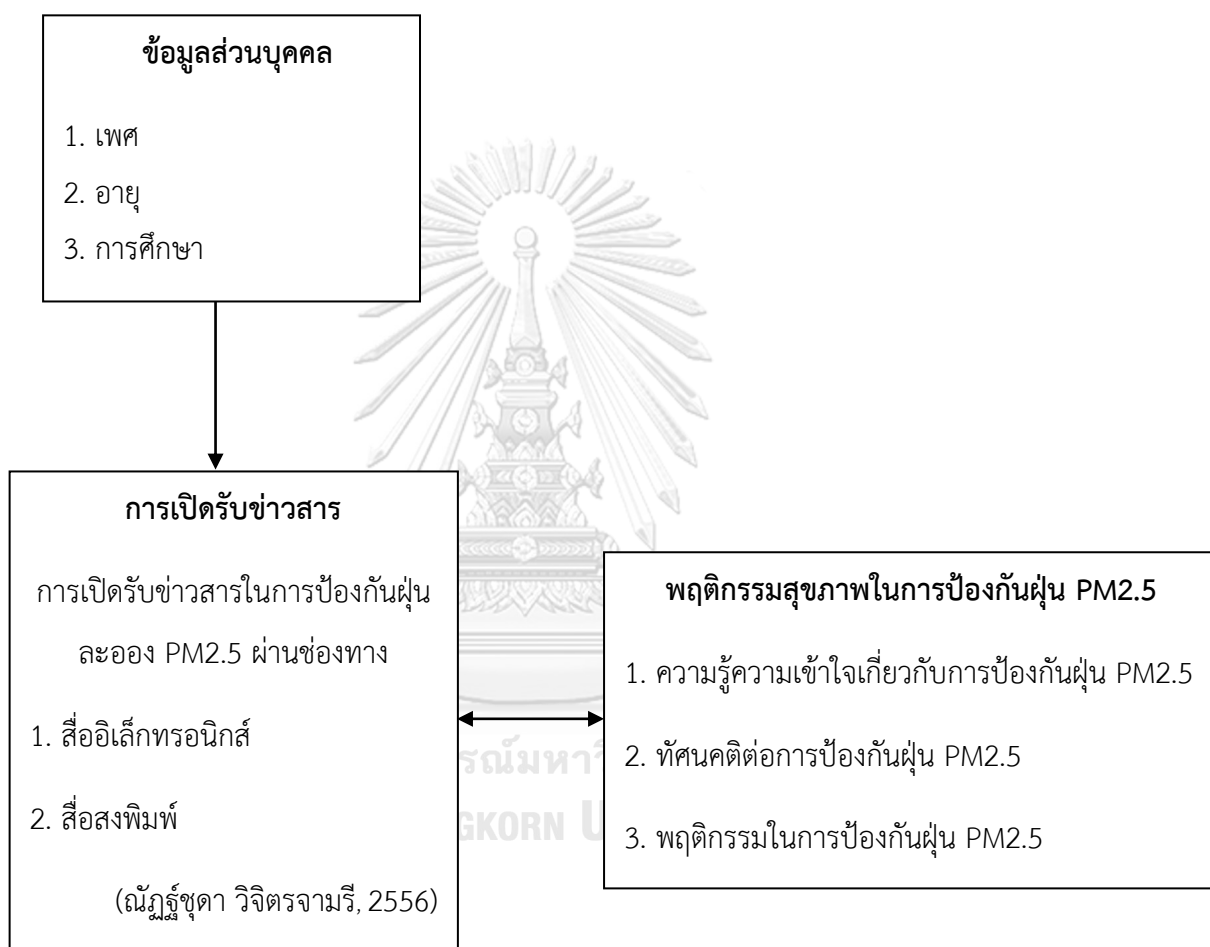 ข้อมูลส่วนบุคคล
1. เพศ
2. อายุ
3. การศึกษา
การเปิดรับข่าวสาร
การเปิดรับข่าวสารในการป้องกันฝุ่น
ละออง PM2.5 ผ่านช่องทาง
1. สื่ออิเล็กทรอนิกส์
2. สื่อสงพิมพ์
(ณัฏฐ์ชุดา วิจิตรจามรี, 2556)
พฤติกรรมสุขภาพในการป้องกันฝุ่น PM2.5
1. ความรู้ความเข้าใจเกี่ยวกับการป้องกันฝุ่น PM2.5
2. ทัศนคติต่อการป้องกันฝุ่น PM2.5
3. พฤติกรรมในการป้องกันฝุ่น PM2.5
รณ์มหาวิ
GKORN U